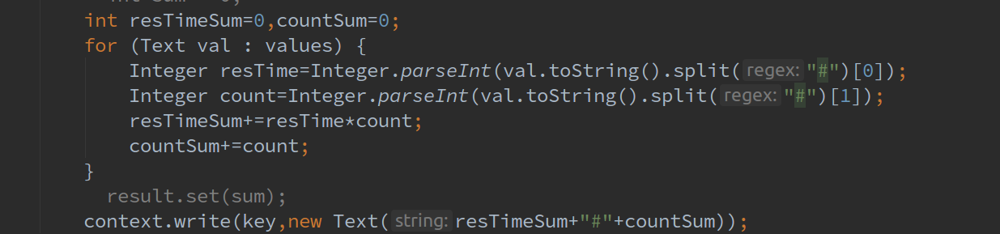 int resTimeSum=0,countSum=0;
for (Text val : values) {
Integer resTime=Integer.parseInt(val.toString().split( regex: "#")[0]);
Integer count=Integer.parseInt(val.toString().split( regex: "#")[1]);
resTimeSum+=resTime*count;
countSum+=count;
}
result.set(sum);
context.write(key,new Text( string: resTimeSum+"#"+countSum));